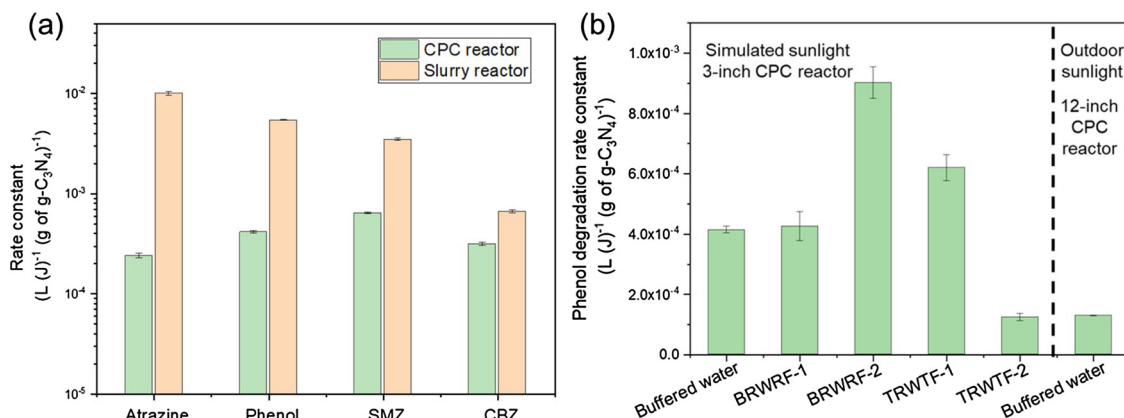 (a)
CPC reactor
Slurry reactor
10⁻²
10⁻³
10⁻⁴
10⁻⁵
Rate constant
(L (J)⁻¹ (g of g-C₃N₄)⁻¹)
Atrazine
Phenol
SMZ
CBZ
(b)
Simulated sunlight
3-inch CPC reactor
Outdoor
sunlight
12-inch
CPC
reactor
1.0x10⁻³
8.0x10⁻⁴
6.0x10⁻⁴
4.0x10⁻⁴
2.0x10⁻⁴
0.0
Phenol degradation rate constant
(L (J)⁻¹ (g of g-C₃N₄)⁻¹)
Buffered water
BRWRF-1
BRWRF-2
TRWTF-1
TRWTF-2
Buffered water